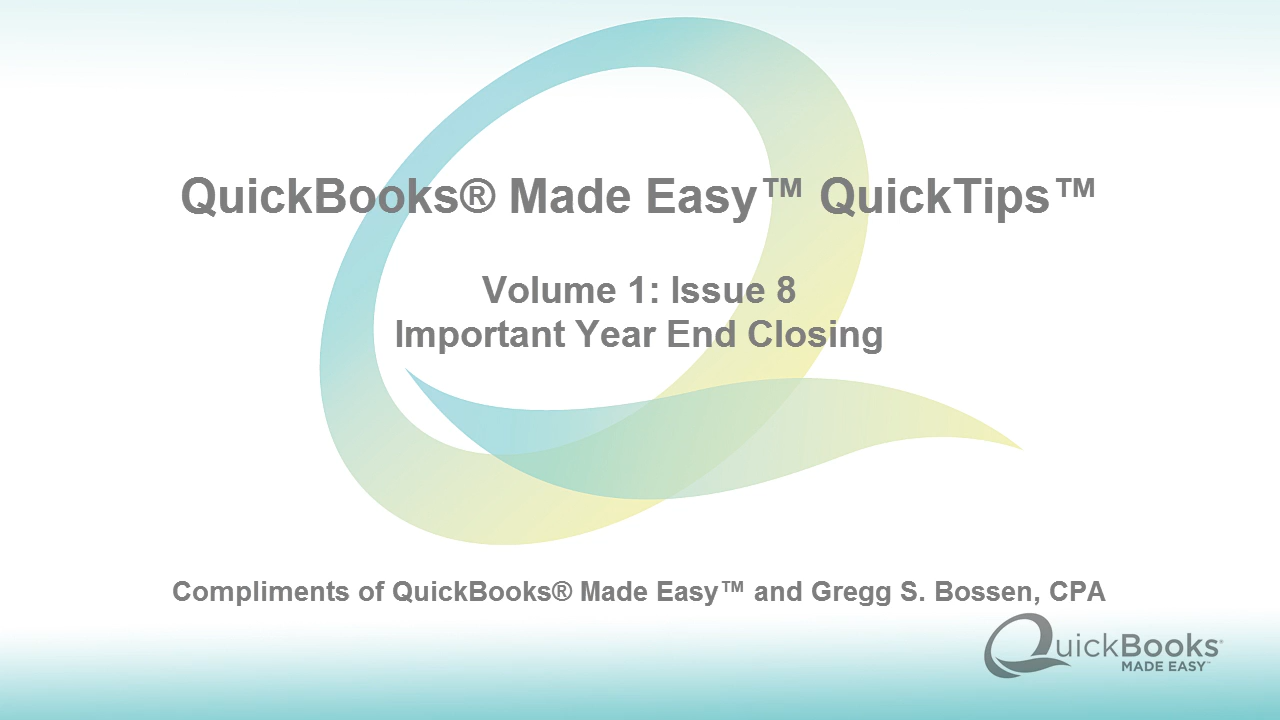 QuickBooks® Made Easy™ QuickTips™
Volume 1: Issue 8
Important Year End Closing
Compliments of QuickBooks® Made Easy™ and Gregg S. Bossen, CPA
QuickBooks®
MADE EASY™